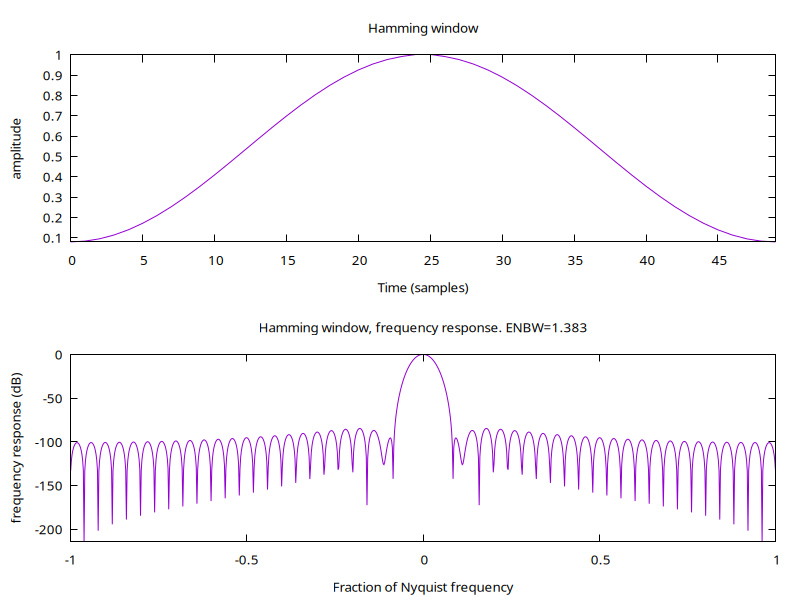 Hamming window
1
0.9
0.8
0.7
0.6
0.5
0.4
0.3
0.2
0.1
amplitude
0 5 10 15 20 25 30 35 40 45
Time (samples)
Hamming window, frequency response. ENBW=1.383
0
-50
-100
-150
-200
frequency response (dB)
-1 -0.5 0 0.5 1
Fraction of Nyquist frequency